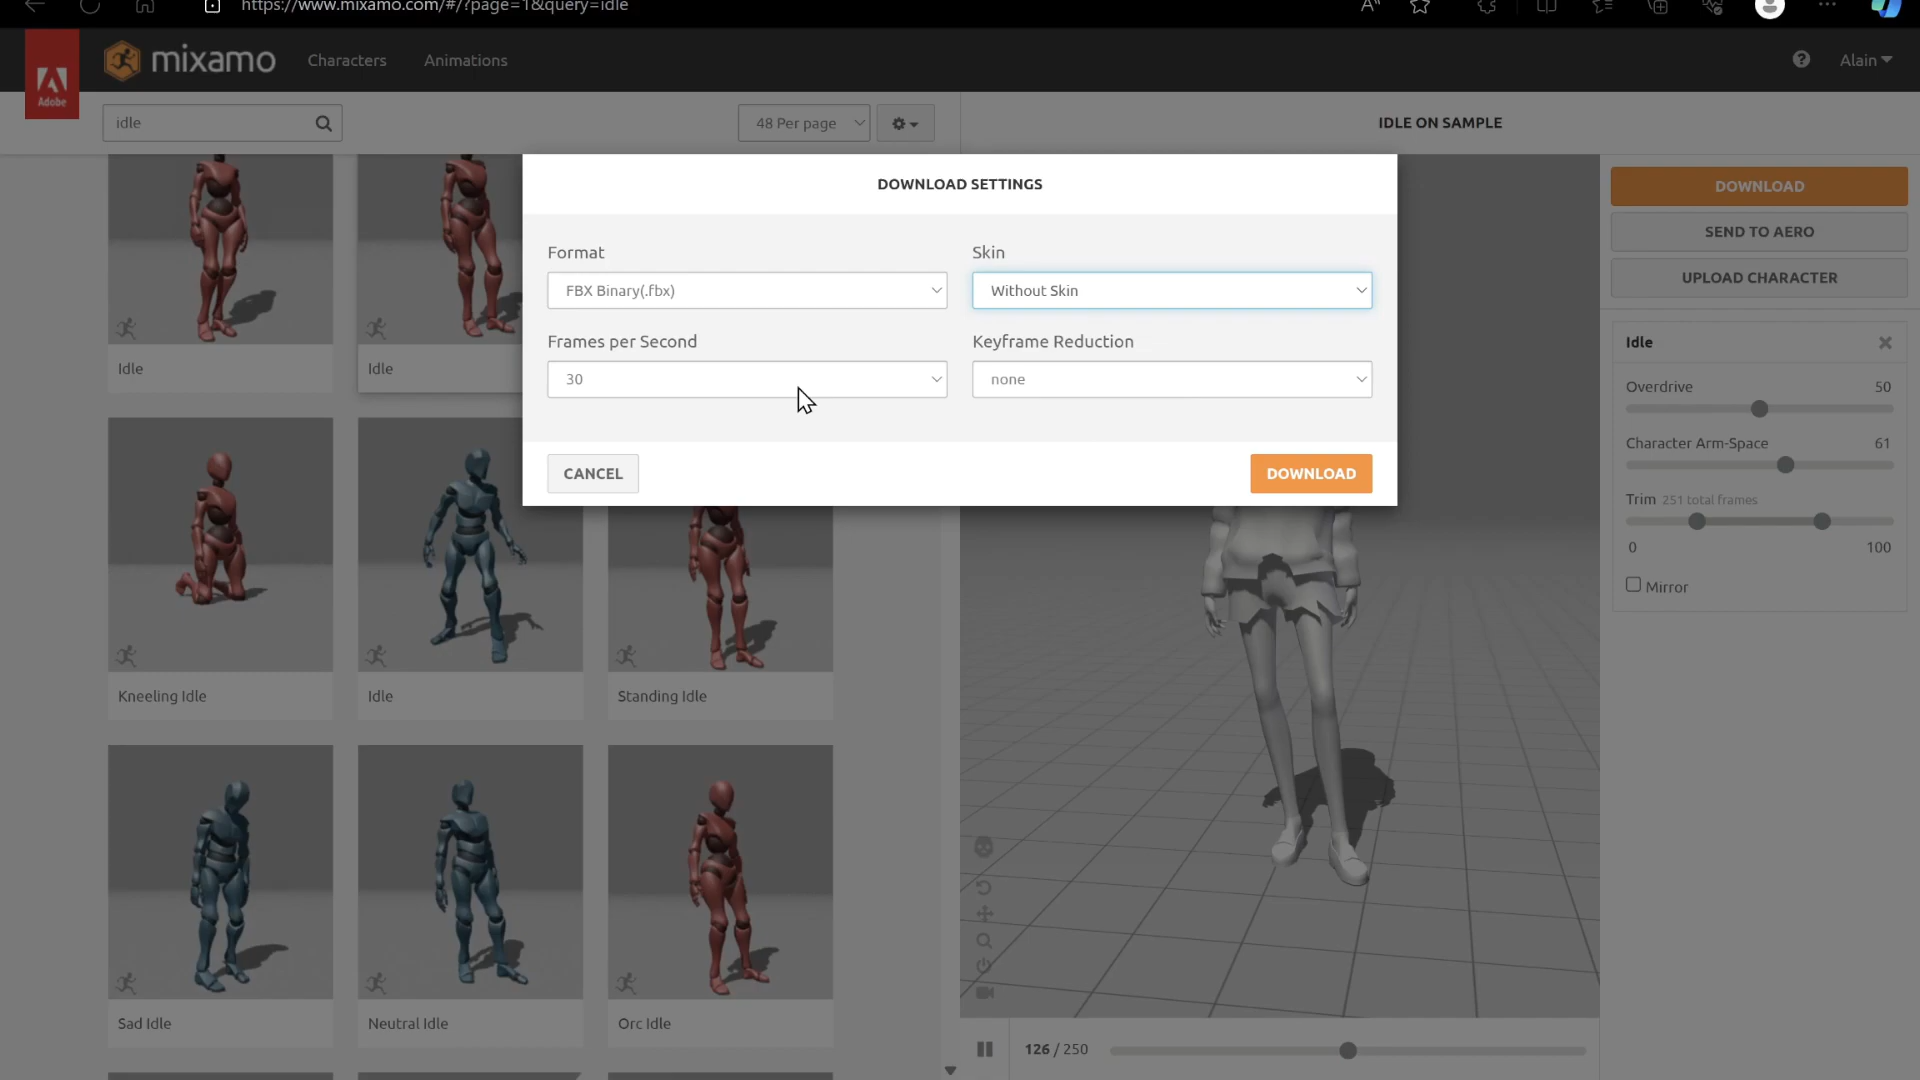 https://www.mixamo.com/#/?page=1&query=idle
Adobe
mixamo
Characters
Animations
Alain
idle
48 Per page
IDLE ON SAMPLE
DOWNLOAD SETTINGS
Format
Skin
FBX Binary(.fbx)
Without Skin
Frames per Second
Keyframe Reduction
30
none
CANCEL
DOWNLOAD
DOWNLOAD
SEND TO AERO
UPLOAD CHARACTER
Idle
Overdrive 50
Character Arm-Space 61
Trim 251 total frames
0 100
Mirror
Idle
Idle
Kneeling Idle
Idle
Standing Idle
Sad Idle
Neutral Idle
Orc Idle
126 / 250